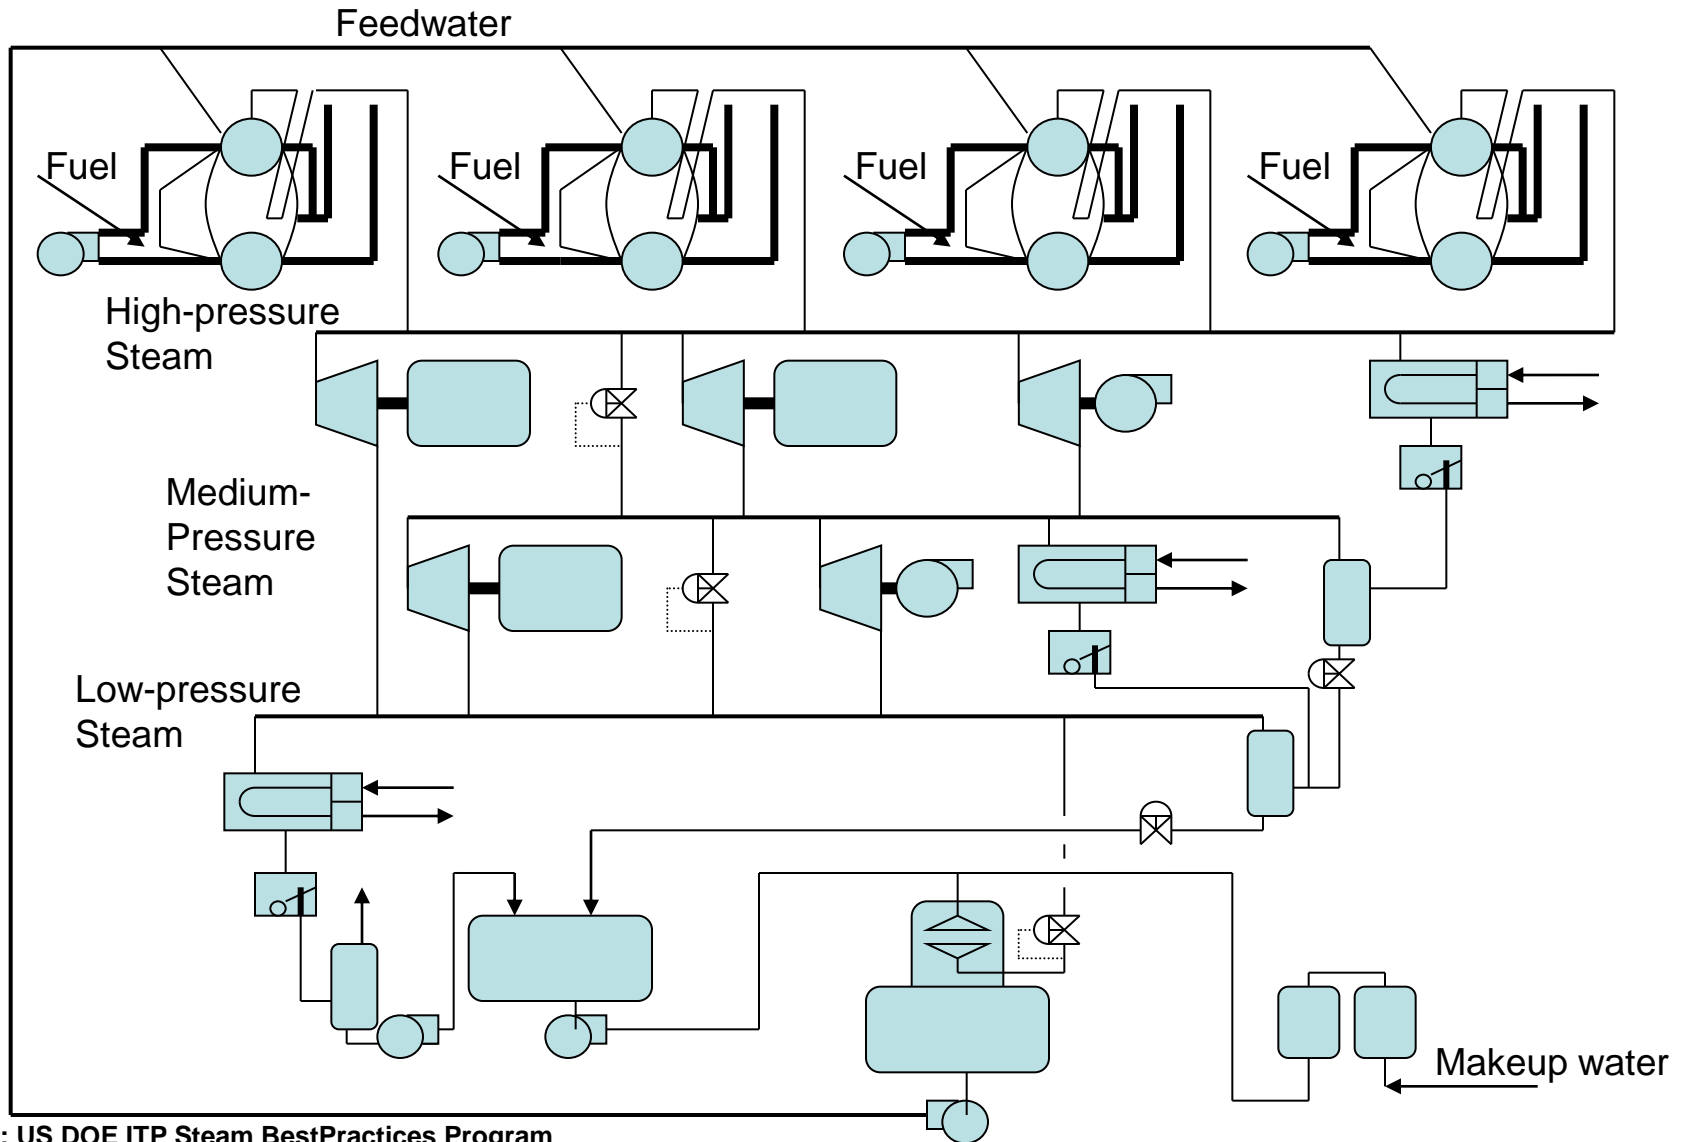 Feedwater
Fuel
Fuel
Fuel
Fuel
High-pressure
Steam
Medium-
Pressure
Steam
Low-pressure
Steam
Makeup water
: US DOE ITP Steam BestPractices Program